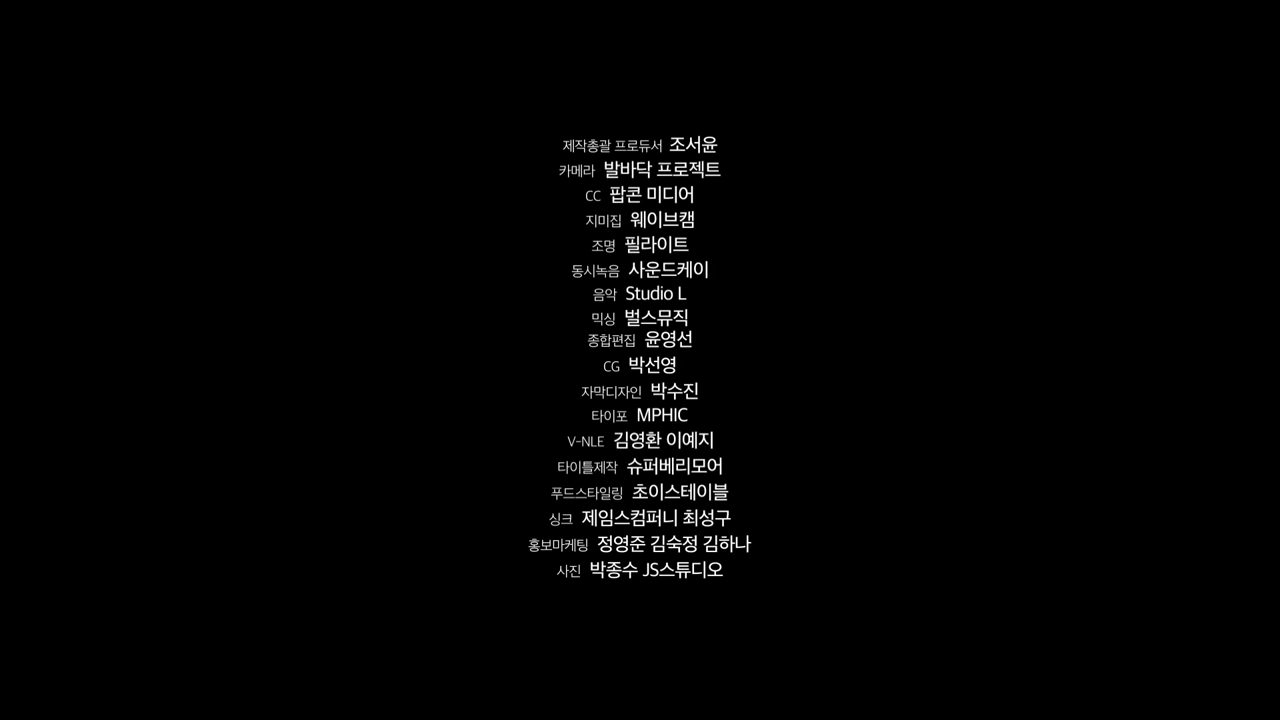 제작총괄 프로듀서 조서윤
카메라 발바닥 프로젝트
CC 팝콘 미디어
지미집 웨이브캠
조명 필라이트
동시녹음 사운드케이
음악 Studio L
믹싱 벌스뮤직
종합편집 윤영선
CG 박선영
자막디자인 박수진
타이포 MPHIC
V-NLE 김영환 이예지
타이틀제작 슈퍼베리모어
푸드스타일링 초이스테이블
싱크 제임스컴퍼니 최성구
홍보마케팅 정영준 김숙정 김하나
사진 박종수 JS스튜디오